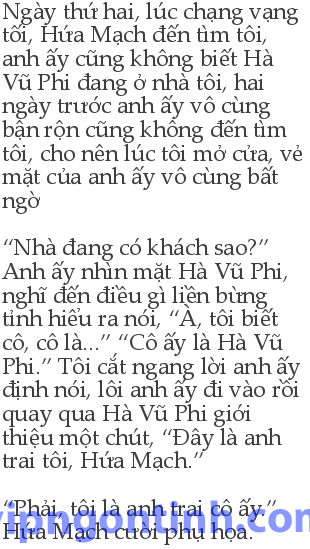 Ngày thứ hai, lúc chạng vạng
tối, Hứa Mạch đến tìm tôi,
anh ấy cũng không biết Hà
Vũ Phi đang ở nhà tôi, hai
ngày trước anh ấy vô cùng
bận rộn cũng không đến tìm
tôi, cho nên lúc tôi mở cửa, vẻ
mặt của anh ấy vô cùng bất
ngờ
“Nhà đang có khách sao?”
Anh ấy nhìn mặt Hà Vũ Phi,
nghĩ đến điều gì liền bừng
tỉnh hiểu ra nói, “À, tôi biết
cô, cô là...” “Cô ấy là Hà Vũ
Phi.” Tôi cắt ngang lời anh ấy
định nói, lôi anh ấy đi vào rồi
quay qua Hà Vũ Phi giới
thiệu một chút, “Đây là anh
trai tôi, Hứa Mạch.”
“Phải, tôi là anh trai cô ấy.”
Hứa Mạch cười phụ họa.
vipngontinh.com